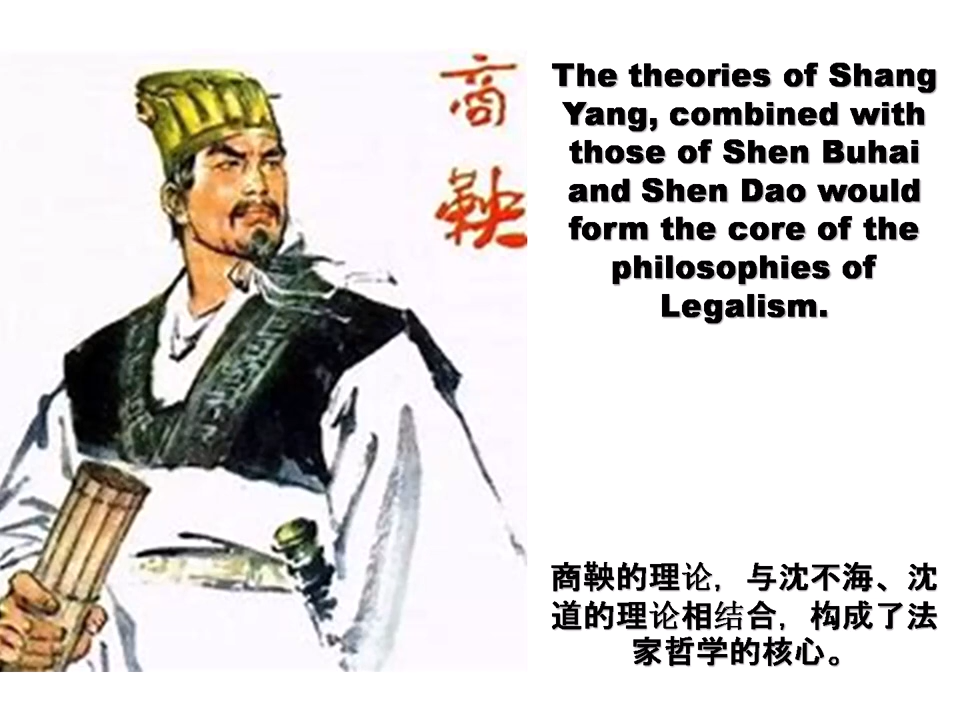 商
鞅
The theories of Shang
Yang, combined with
those of Shen Buhai
and Shen Dao would
form the core of the
philosophies of
Legalism.
商鞅的理论，与沈不海、沈
道的理论相结合，构成了法
家哲学的核心。